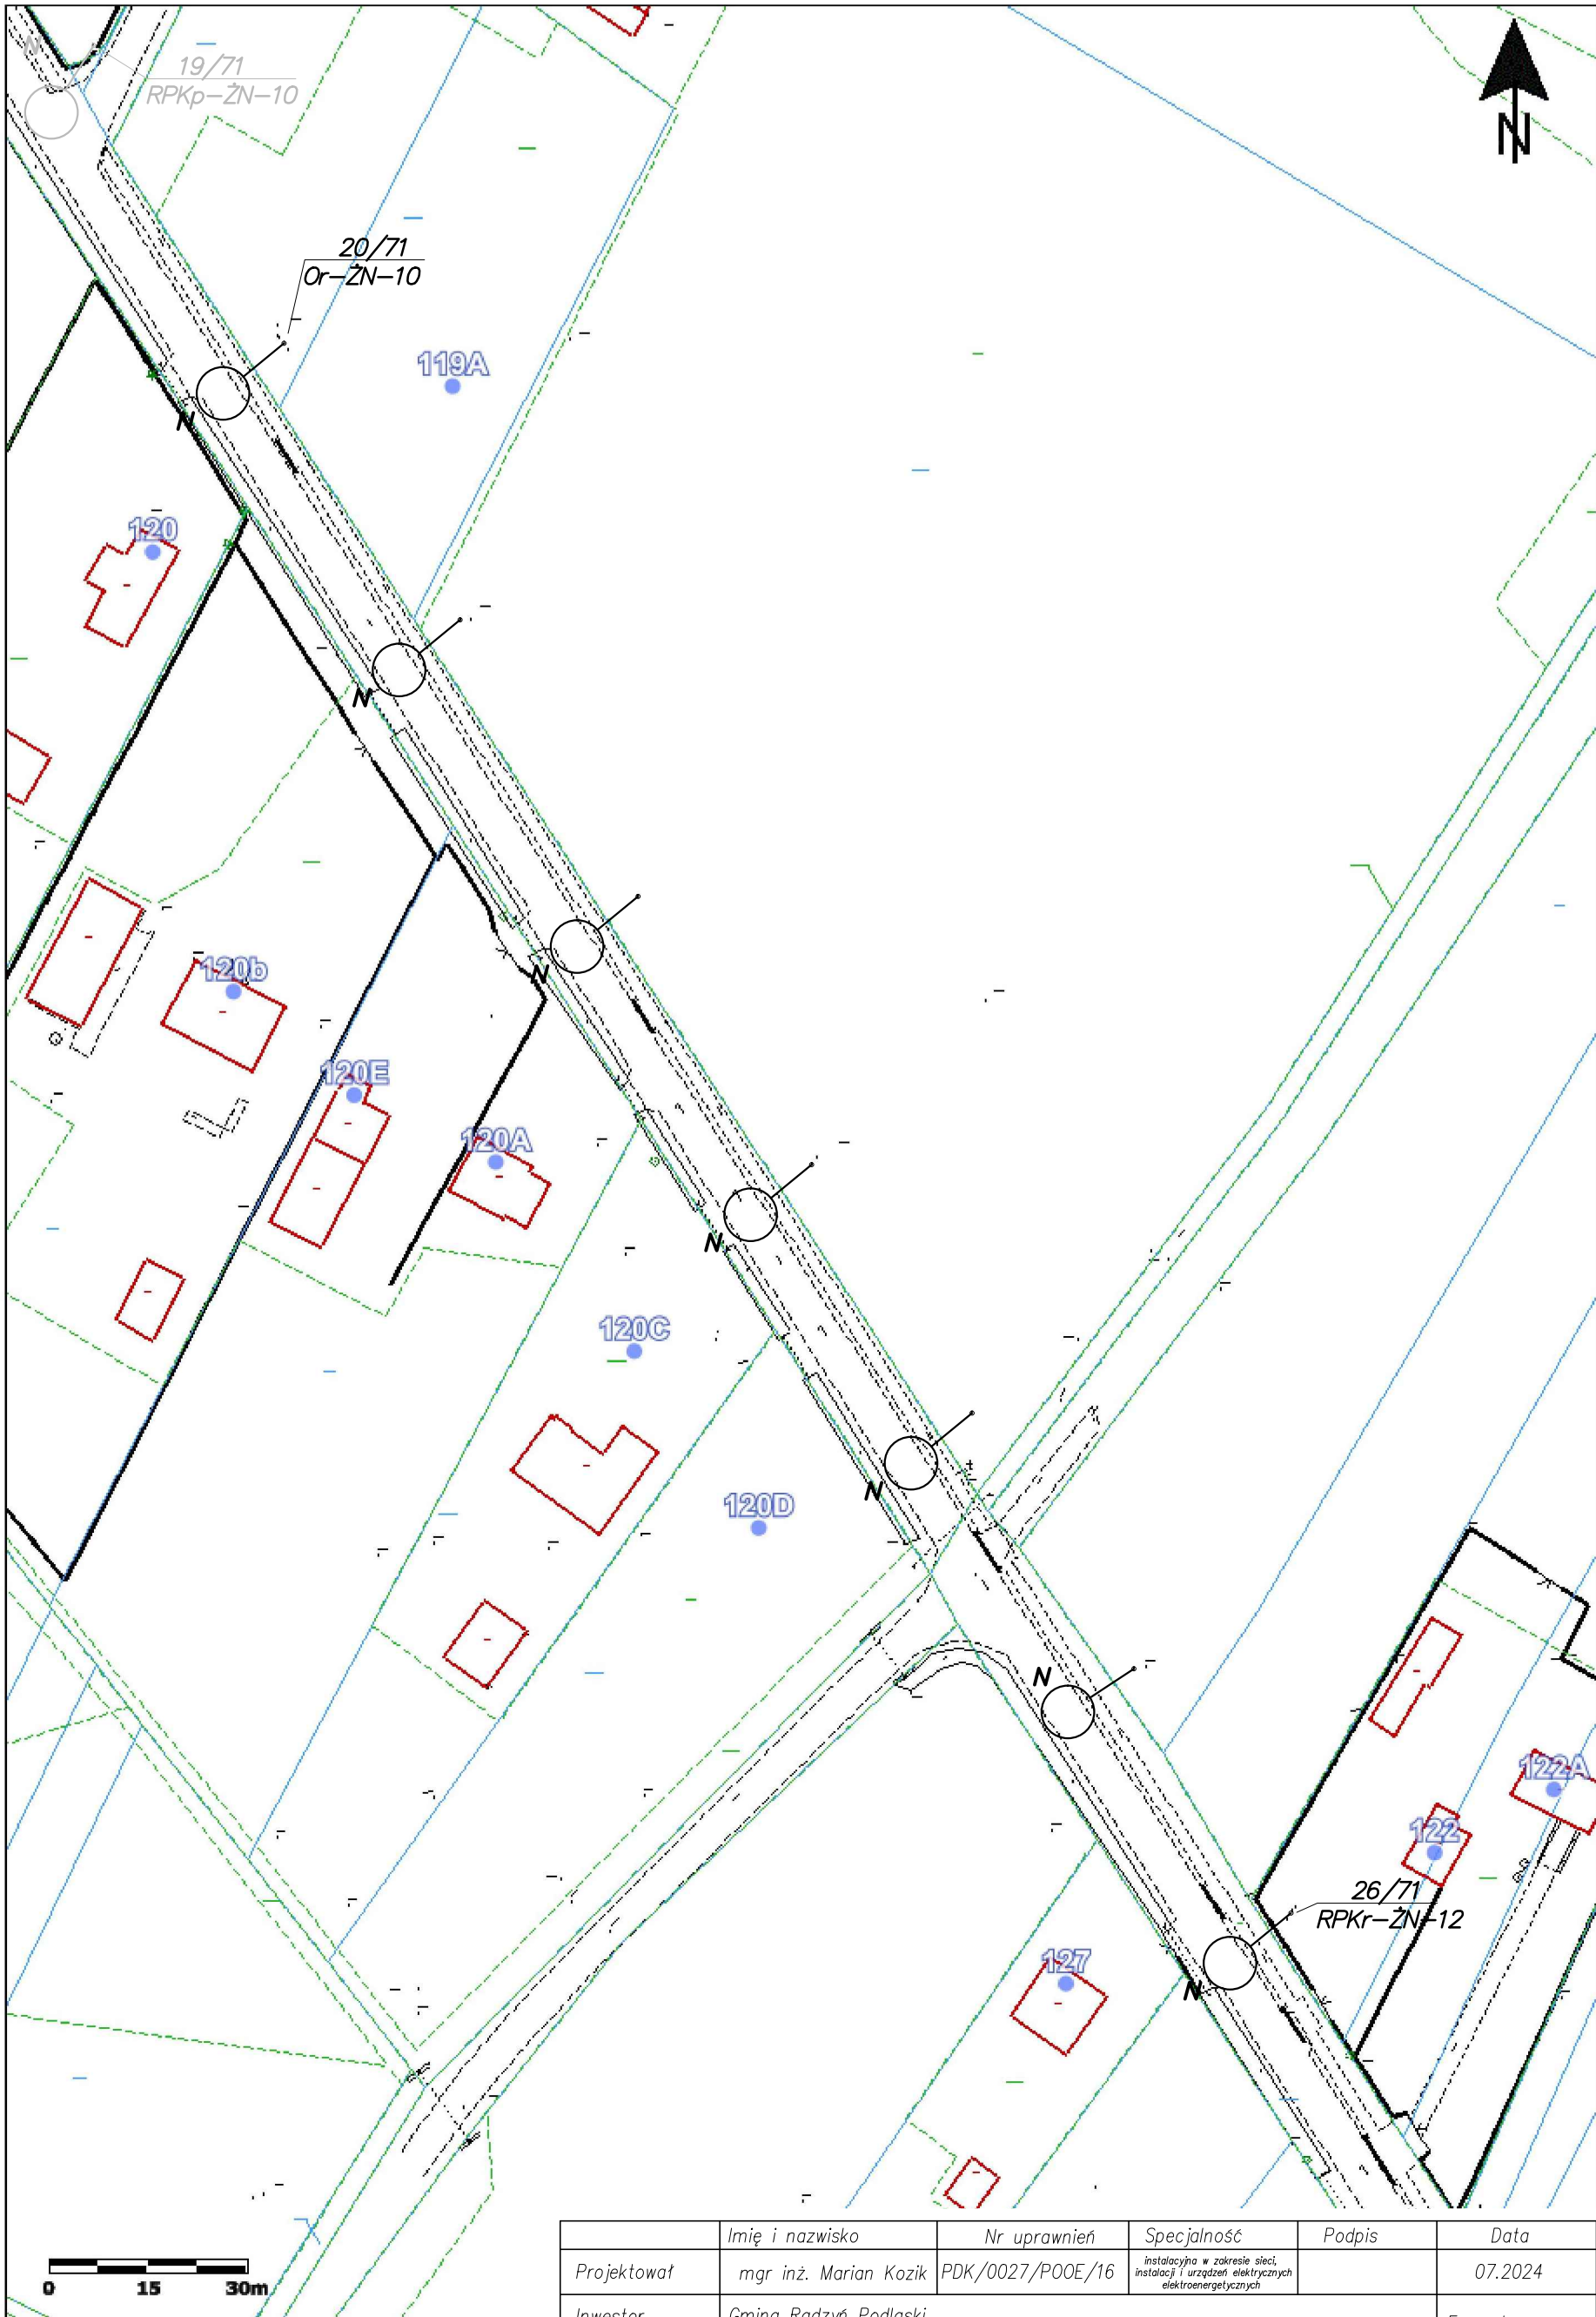 N
19/71
RPKp-ŻN-10
N
20/71
Or-ŻN-10
119A
N
120
N
120b
N
120E
120A
N
120C
N
120D
N
122A
122
26/71
RPKr-ŻN-12
127
N
0 15 30m
Imię i nazwisko Nr uprawnień Specjalność Podpis Data
Projektował mgr inż. Marian Kozik PDK/0027/POOE/16 instalacyjna w zakresie sieci, instalacji i urządzeń elektrycznych elektroenergetycznych 07.2024
Inwestor Gmina Radzyń Podlaski